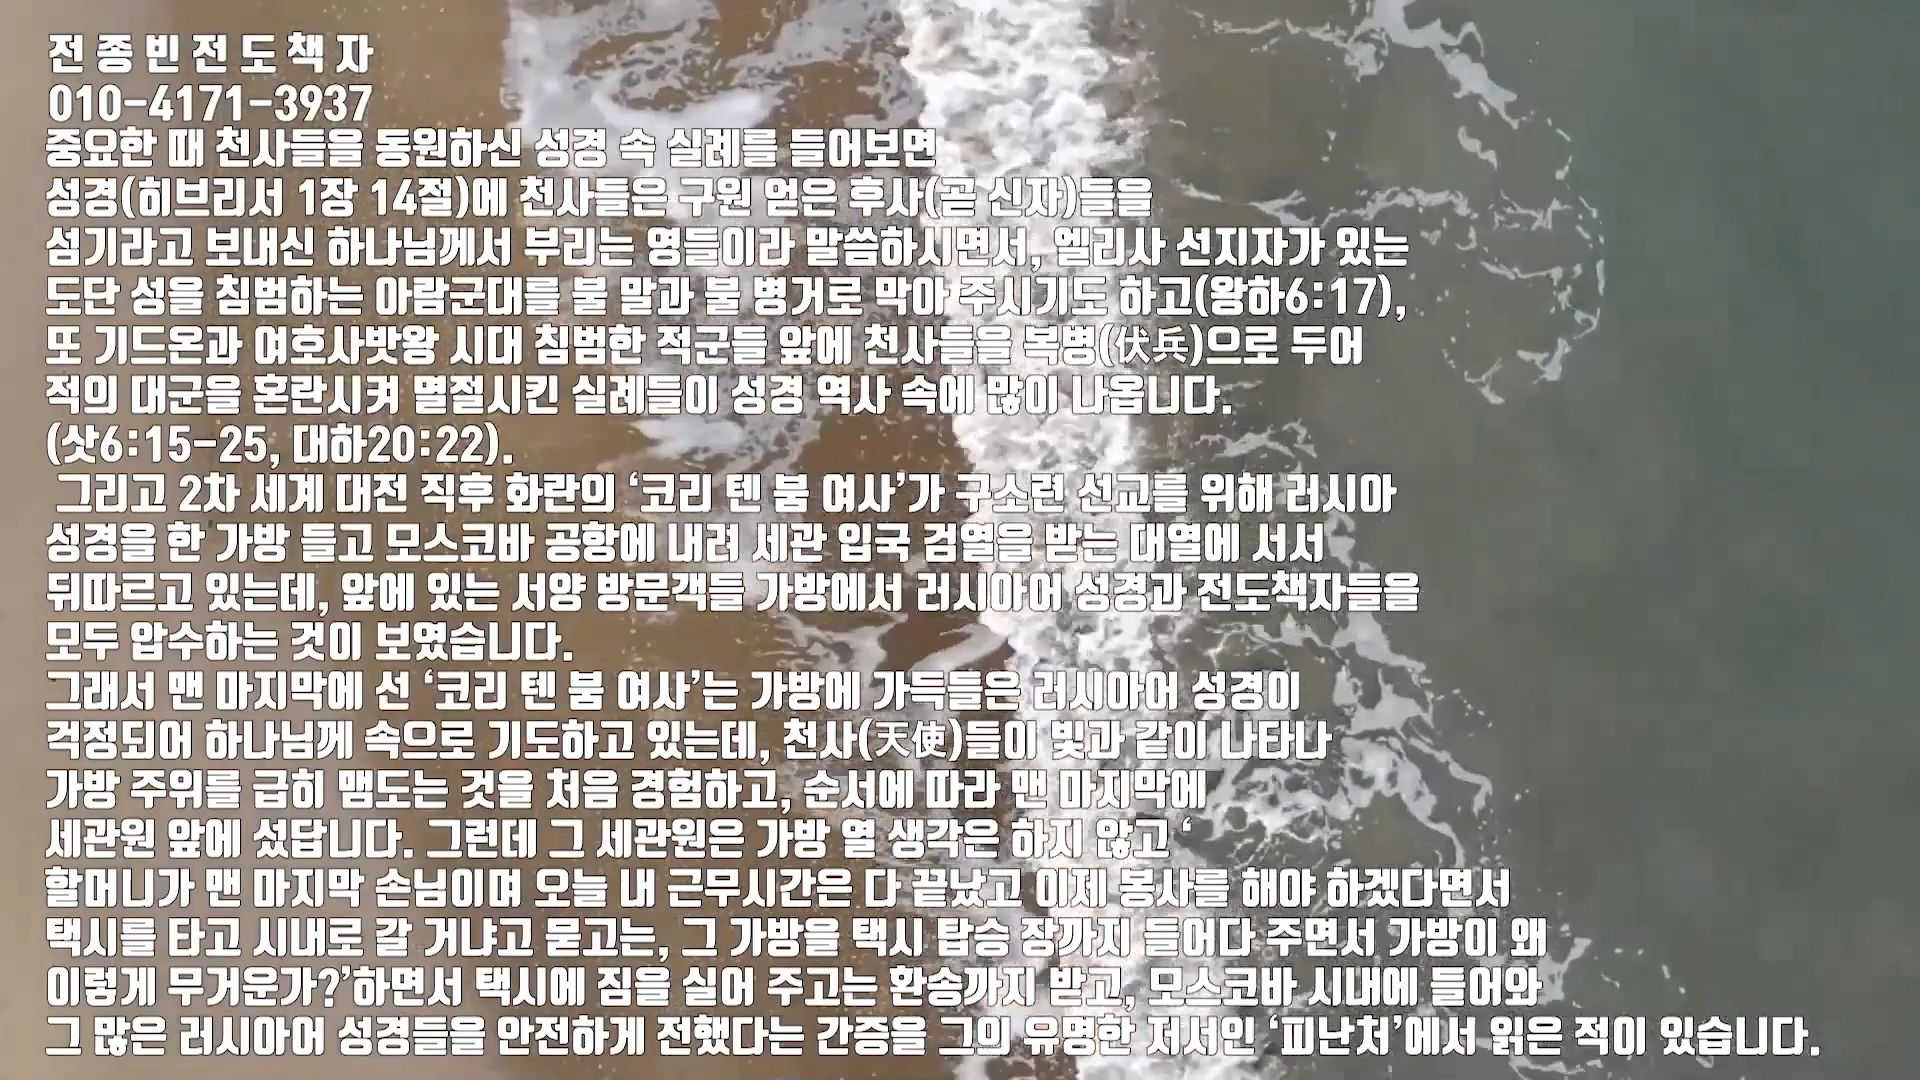 전 종 빈 전 도 책 자
010-4171-3937
중요한 때 천사들을 동원하신 성경 속 실례를 들어보면
성경(히브리서 1장 14절)에 천사들은 구원 얻은 후사(곧 신자)들을
섬기라고 보내신 하나님께서 부리는 영들이라 말씀하시면서, 엘리사 선지자가 있는
도단 성을 침범하는 아람군대를 불 말과 불 병거로 막아 주시기도 하고(왕하6:17),
또 기드온과 여호사밧왕 시대 침범한 적군들 앞에 천사들을 복병(伏兵)으로 두어
적의 대군을 혼란시켜 멸절시킨 실례들이 성경 역사 속에 많이 나옵니다.
(삿6:15-25, 대하20:22).
그리고 2차 세계 대전 직후 화란의 ‘코리 텐 붐 여사’가 구소련 선교를 위해 러시아
성경을 한 가방 들고 모스코바 공항에 내려 세관 입국 검열을 받는 대열에 서서
뒤따르고 있는데, 앞에 있는 서양 방문객들 가방에서 러시아어 성경과 전도책자들을
모두 압수하는 것이 보였습니다.
그래서 맨 마지막에 선 ‘코리 텐 붐 여사’는 가방에 가득들은 러시아어 성경이
걱정되어 하나님께 속으로 기도하고 있는데, 천사(天使)들이 빛과 같이 나타나
가방 주위를 급히 맴도는 것을 처음 경험하고, 순서에 따라 맨 마지막에
세관원 앞에 섰답니다. 그런데 그 세관원은 가방 열 생각은 하지 않고 ‘
할머니가 맨 마지막 손님이며 오늘 내 근무시간은 다 끝났고 이제 봉사를 해야 하겠다면서
택시를 타고 시내로 갈 거냐고 묻고는, 그 가방을 택시 탑승 장까지 들어다 주면서 가방이 왜
이렇게 무거운가?’하면서 택시에 짐을 실어 주고는 환송까지 받고, 모스코바 시내에 들어와
그 많은 러시아어 성경들을 안전하게 전했다는 간증을 그의 유명한 저서인 ‘피난처’에서 읽은 적이 있습니다.